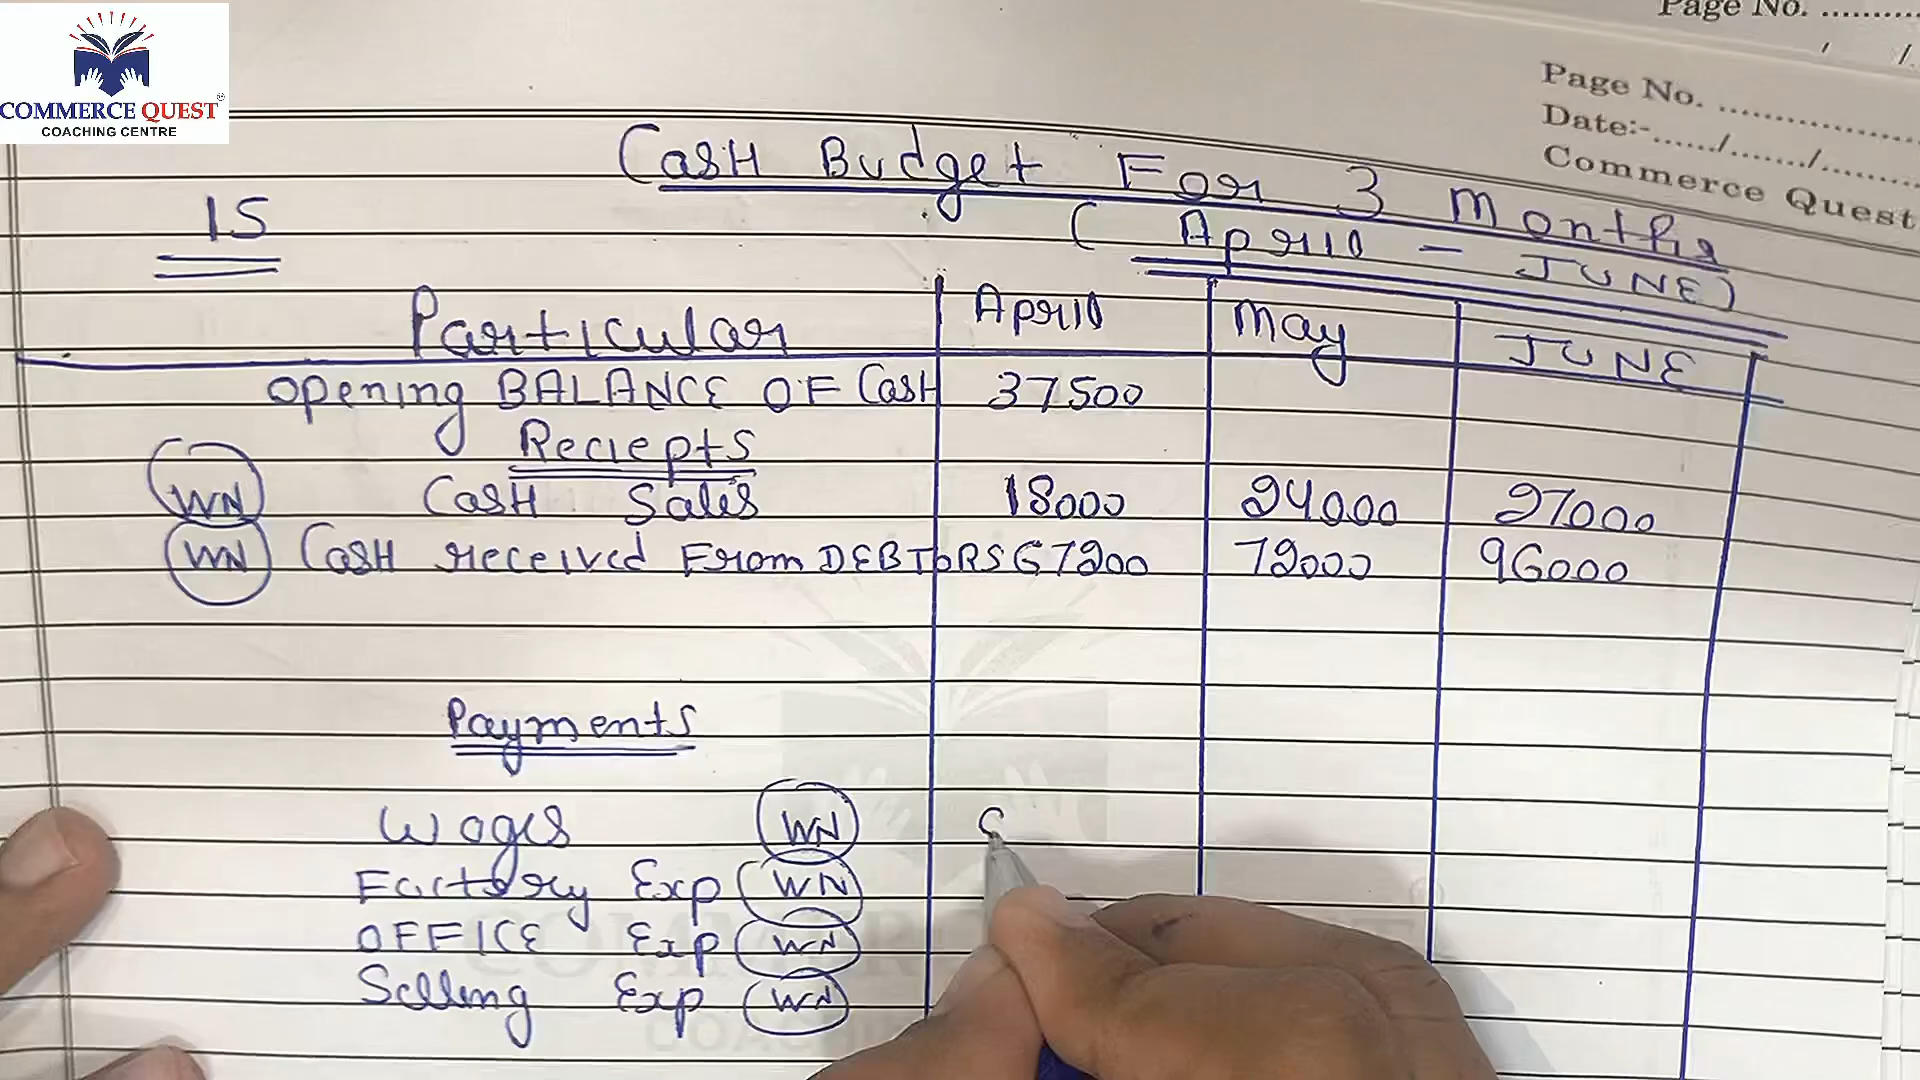 Page No. ..........
COMMERCE QUEST
COACHING CENTRE
Page No. ....................
Date:-....../......./..........
Commerce Quest
Cash Budget For 3 Months
( April - JUNE)
15
Particular April May JUNE
Opening BALANCE OF Cash 37500
Reciepts
WN Cash Sales 18000 24000 27000
WN Cash received From DEBTORS 67200 72000 96000
Payments
Wages WN
Factory Exp WN
OFFICE Exp WN
Selling Exp WN